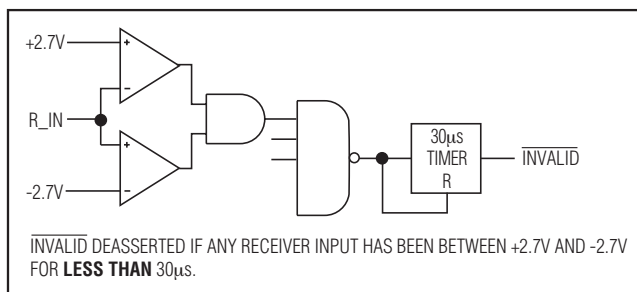 +2.7V
R_IN
-2.7V
30µs
TIMER
R
INVALID
INVALID DEASSERTED IF ANY RECEIVER INPUT HAS BEEN BETWEEN +2.7V AND -2.7V
FOR LESS THAN 30µs.